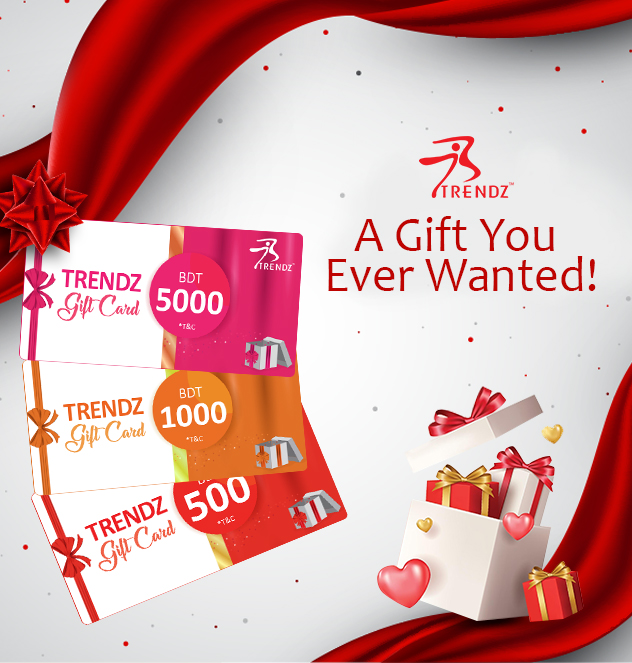 TRENDZ™
A Gift You
Ever Wanted!
TRENDZ
Gift Card
BDT
5000
*T&C
TRENDZ
TRENDZ
Gift Card
BDT
1000
*T&C
TRENDZ
Gift Card
500
*T&C